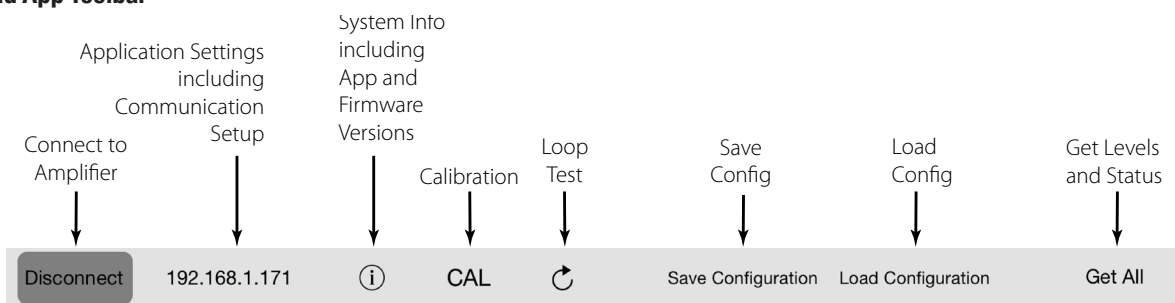 App Toolbar
Connect to
Amplifier
Application Settings
including
Communication
Setup
System Info
including
App and
Firmware
Versions
Calibration
Loop
Test
Save
Config
Load
Config
Get Levels
and Status
Disconnect
192.168.1.171
CAL
Save Configuration
Load Configuration
Get All